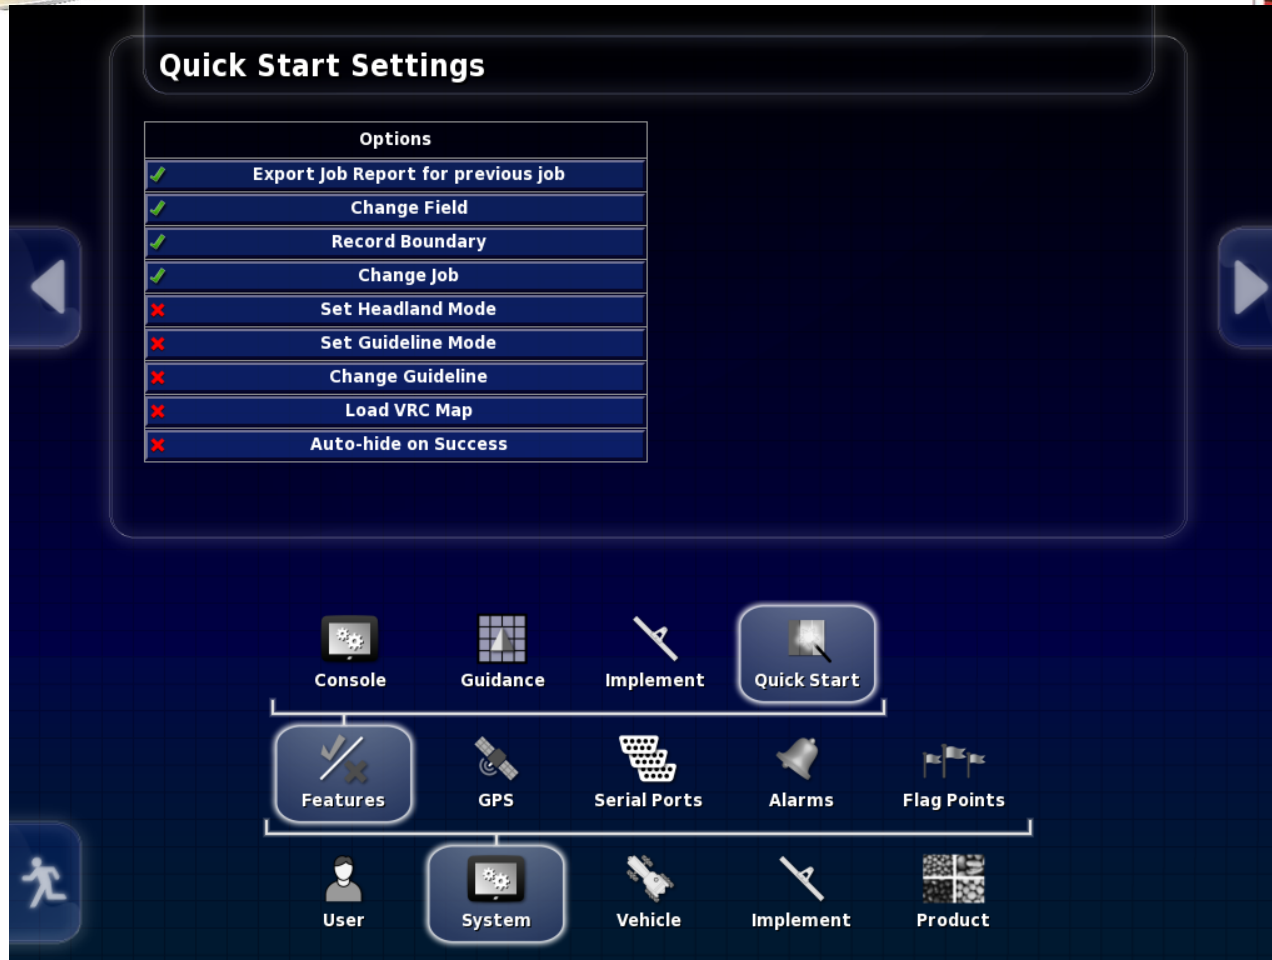 Quick Start Settings
Options
Export Job Report for previous job
Change Field
Record Boundary
Change Job
Set Headland Mode
Set Guideline Mode
Change Guideline
Load VRC Map
Auto-hide on Success
Console Guidance Implement Quick Start
Features GPS Serial Ports Alarms Flag Points
User System Vehicle Implement Product